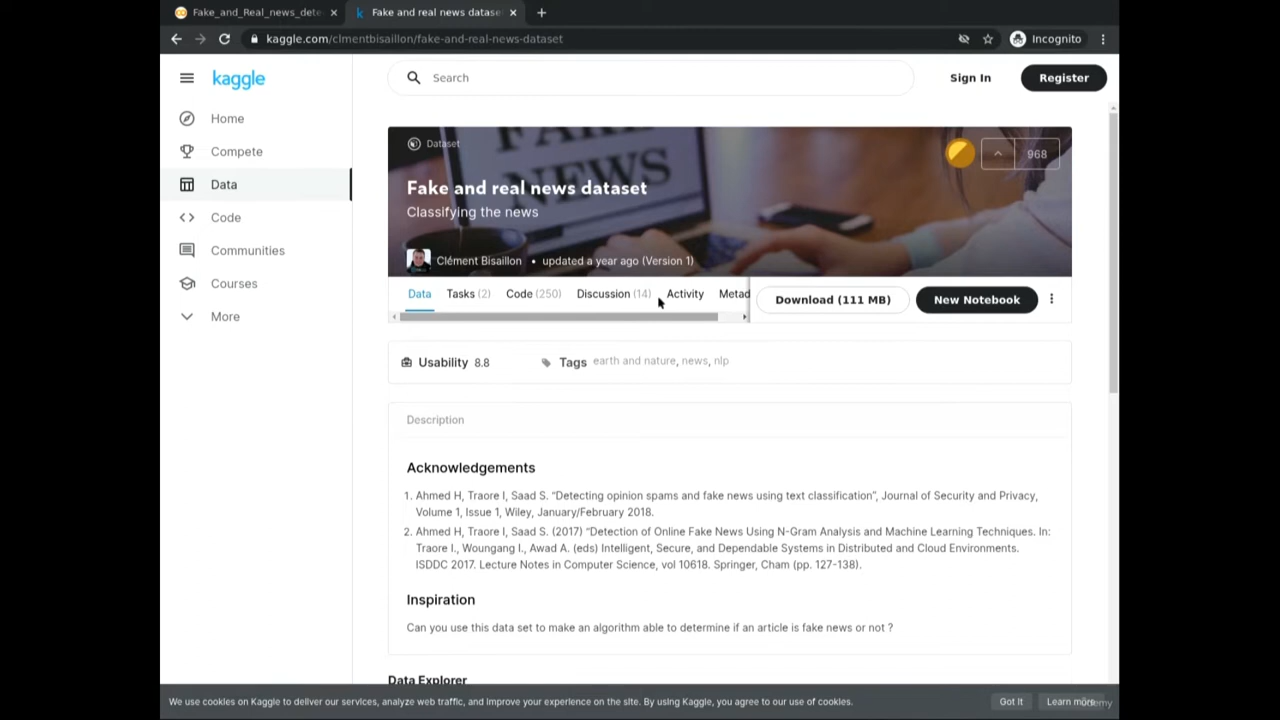 Fake_and_Real_news_dete
Fake and real news datase
kaggle.com/clmentbisaillon/fake-and-real-news-dataset
Incognito
kaggle
Search
Sign In
Register
Home
Compete
Data
Code
Communities
Courses
More
Dataset
FAKE
NEWS
968
Fake and real news dataset
Classifying the news
Clément Bisaillon • updated a year ago (Version 1)
Data Tasks (2) Code (250) Discussion (14) Activity Metad
Download (111 MB)
New Notebook
Usability 8.8
Tags earth and nature, news, nlp
Description
Acknowledgements
1. Ahmed H, Traore I, Saad S. “Detecting opinion spams and fake news using text classification”, Journal of Security and Privacy,
Volume 1, Issue 1, Wiley, January/February 2018.
2. Ahmed H, Traore I, Saad S. (2017) “Detection of Online Fake News Using N-Gram Analysis and Machine Learning Techniques. In:
Traore I., Woungang I., Awad A. (eds) Intelligent, Secure, and Dependable Systems in Distributed and Cloud Environments.
ISDDC 2017. Lecture Notes in Computer Science, vol 10618. Springer, Cham (pp. 127-138).
Inspiration
Can you use this data set to make an algorithm able to determine if an article is fake news or not ?
Data Explorer
We use cookies on Kaggle to deliver our services, analyze web traffic, and improve your experience on the site. By using Kaggle, you agree to our use of cookies.
Got It
Learn more